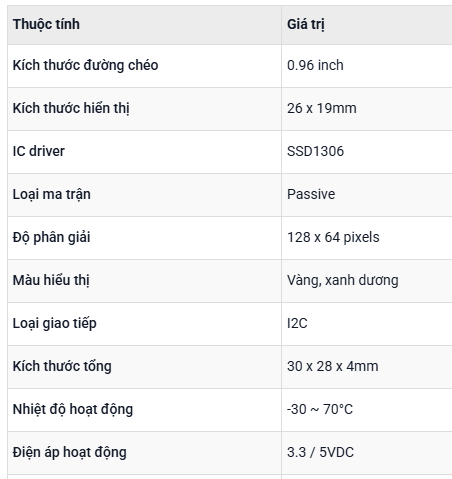 Thuộc tính Giá trị
Kích thước đường chéo 0.96 inch
Kích thước hiển thị 26 x 19mm
IC driver SSD1306
Loại ma trận Passive
Độ phân giải 128 x 64 pixels
Màu hiểu thị Vàng, xanh dương
Loại giao tiếp I2C
Kích thước tổng 30 x 28 x 4mm
Nhiệt độ hoạt động -30 ~ 70°C
Điện áp hoạt động 3.3 / 5VDC